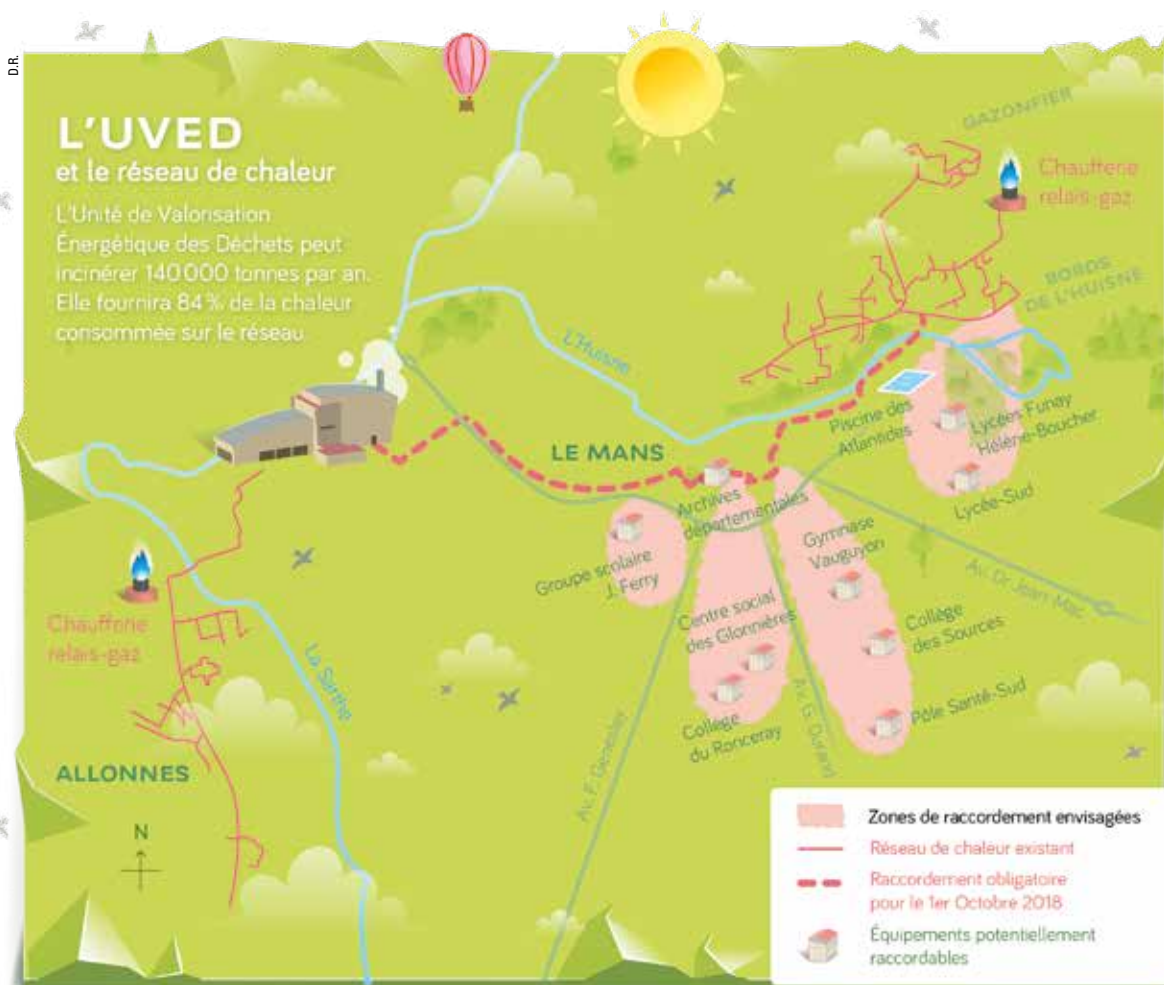 D.R.
L'UVED
et le réseau de chaleur
L'Unité de Valorisation
Énergétique des Déchets peut
incinérer 140 000 tonnes par an.
Elle fournira 84 % de la chaleur
consommée sur le réseau.
GAZONFIER
Chaufferie
relais-gaz
BORDS
DE L'HUISNE
L'Huisne
Piscine des
Atlantides
Lycées Funay
Hélène-Boucher
Lycée-Sud
LE MANS
Archives
départementales
Gymnase
Vauguyon
Groupe scolaire
J. Ferry
Av. Dr Jean Mac
Centre social
des Glonnières
Collège
des Sources
Chaufferie
relais-gaz
La Sarthe
Pôle Santé-Sud
Collège
du Ronceray
Av. F. Geneslay
Av. G. Durand
ALLONNES
N
Zones de raccordement envisagées
Réseau de chaleur existant
Raccordement obligatoire
pour le 1er Octobre 2018
Équipements potentiellement
raccordables